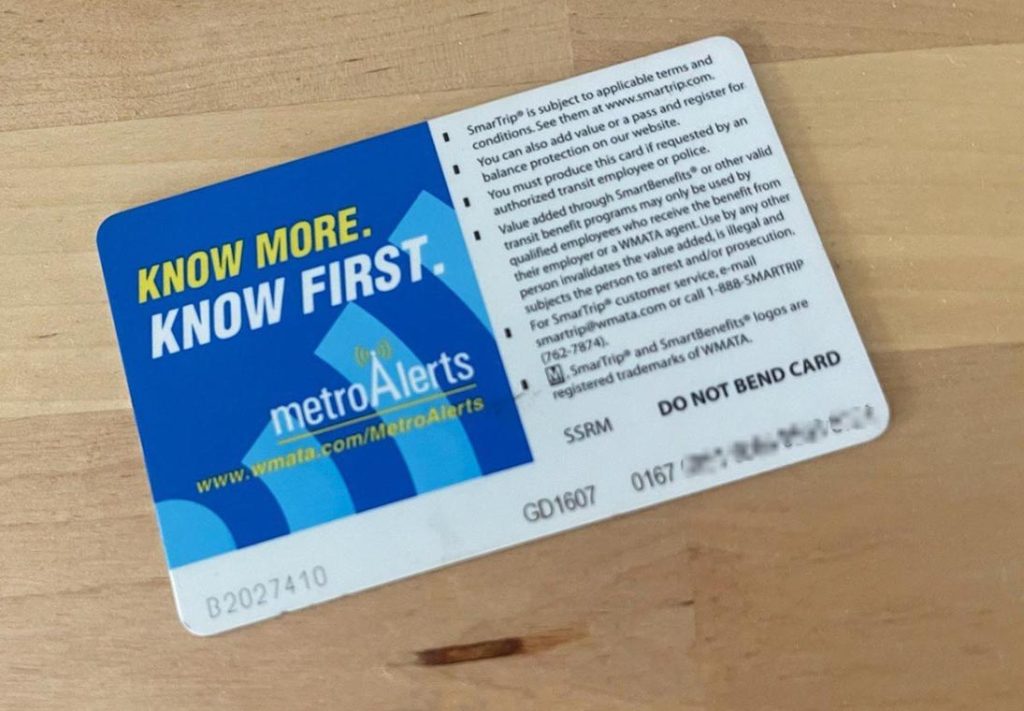 KNOW MORE.
KNOW FIRST.
metroAlerts
www.wmata.com/MetroAlerts
B2027410
SmarTrip® is subject to applicable terms and
conditions. See them at www.smartrip.com.
You can also add value or a pass and register for
balance protection on our website.
You must produce this card if requested by an
authorized transit employee or police.
Value added through SmartBenefits® or other valid
transit benefit programs may only be used by
qualified employees who receive the benefit from
their employer or a WMATA agent. Use by any other
person invalidates the value added, is illegal and
subjects the person to arrest and/or prosecution.
For SmarTrip® customer service, e-mail
smartrip@wmata.com or call 1-888-SMARTRIP
(762-7874).
M, SmarTrip® and SmartBenefits® logos are
registered trademarks of WMATA.
SSRM DO NOT BEND CARD
GD1607 0167